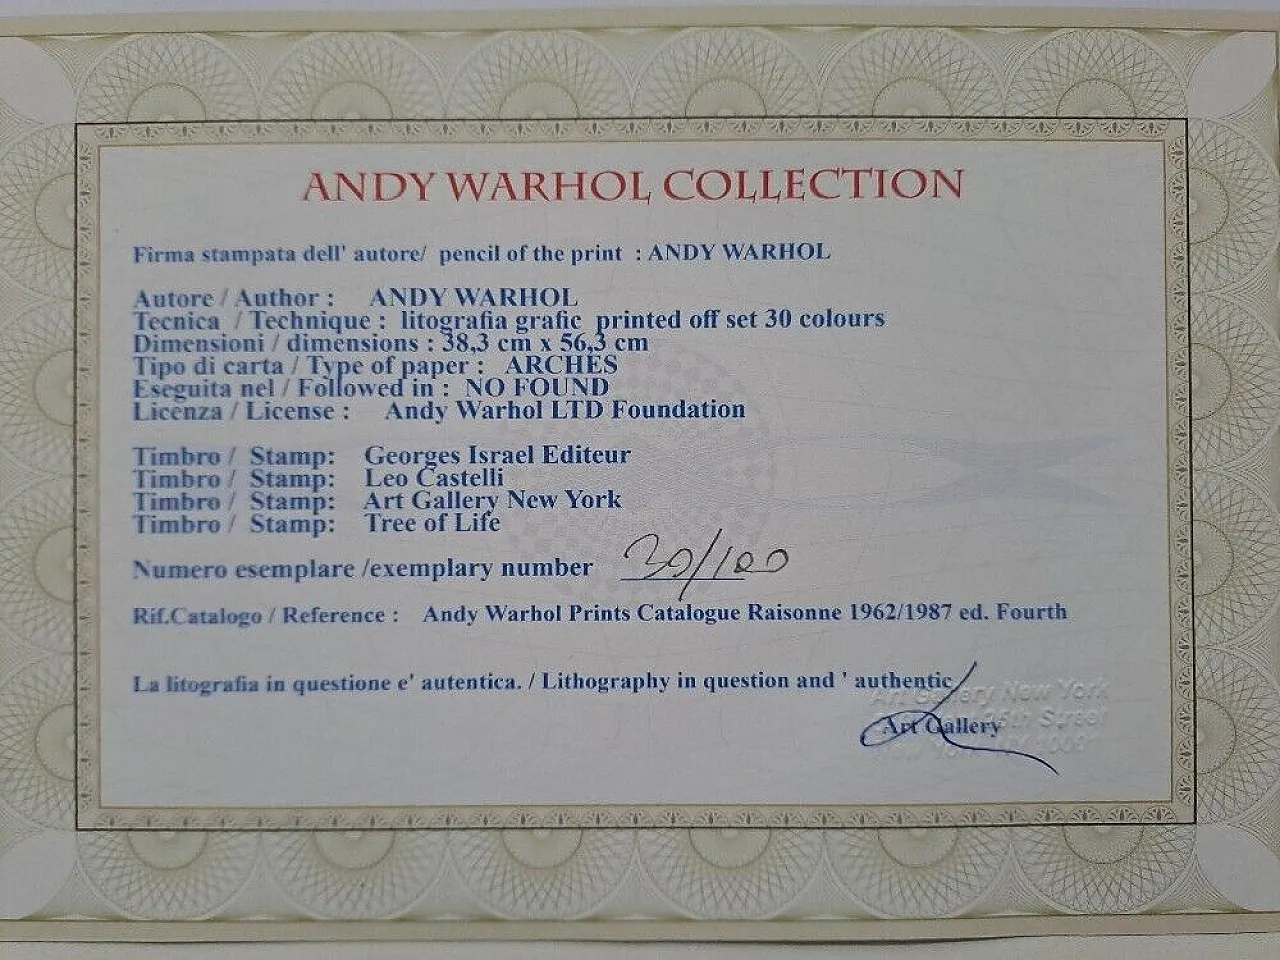 ANDY WARHOL COLLECTION
Firma stampata dell' autore/ pencil of the print : ANDY WARHOL
Autore / Author : ANDY WARHOL
Tecnica / Technique : litografia grafic printed off set 30 colours
Dimensioni / dimensions : 38,3 cm x 56,3 cm
Tipo di carta / Type of paper : ARCHES
Eseguita nel / Followed in : NO FOUND
Licenza / License : Andy Warhol LTD Foundation
Timbro / Stamp: Georges Israel Editeur
Timbro / Stamp: Leo Castelli
Timbro / Stamp: Art Gallery New York
Timbro / Stamp: Tree of Life
Numero esemplare /exemplary number 30/100
Rif.Catalogo / Reference : Andy Warhol Prints Catalogue Raisonne 1962/1987 ed. Fourth
La litografia in questione e' autentica. / Lithography in question and ' authentic
Art Gallery New York
Street
Art Gallery